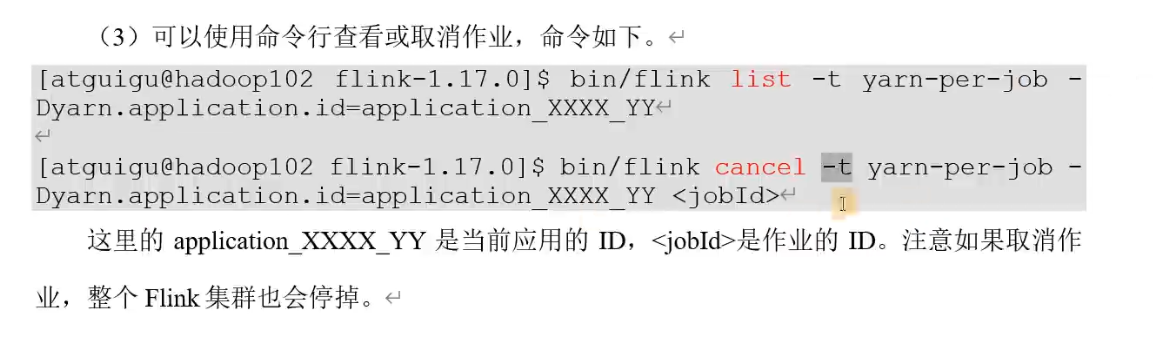 （3）可以使用命令行查看或取消作业，命令如下。↵
[atguigu@hadoop102 flink-1.17.0]$ bin/flink list -t yarn-per-job -
Dyarn.application.id=application_XXXX_YY↵
↵
[atguigu@hadoop102 flink-1.17.0]$ bin/flink cancel -t yarn-per-job -
Dyarn.application.id=application_XXXX_YY <jobId>↵
这里的 application_XXXX_YY 是当前应用的 ID，<jobId>是作业的 ID。注意如果取消作
业，整个 Flink 集群也会停掉。↵